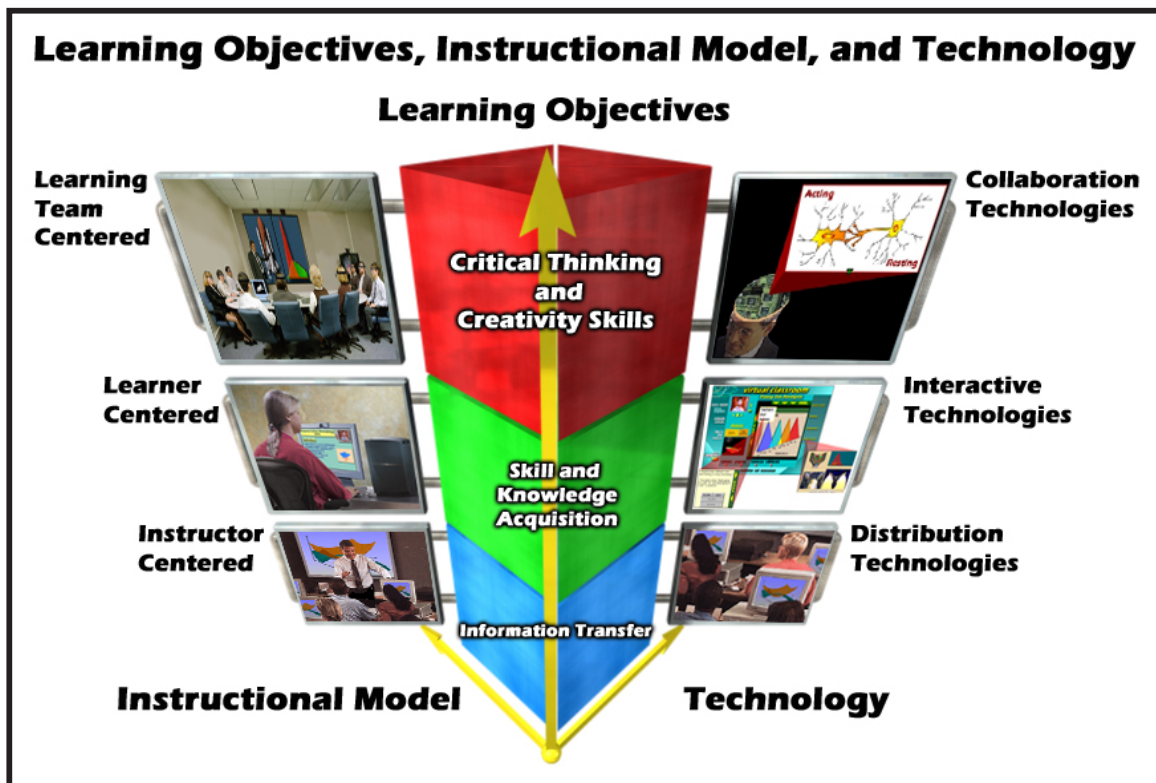 Learning Objectives, Instructional Model, and Technology
Learning Objectives
Learning
Team
Centered
Collaboration
Technologies
Acting
Resting
Critical Thinking
and
Creativity Skills
Learner
Centered
Interactive
Technologies
virtual classroom
Skill and
Knowledge
Acquisition
Instructor
Centered
Distribution
Technologies
Information Transfer
Instructional Model
Technology